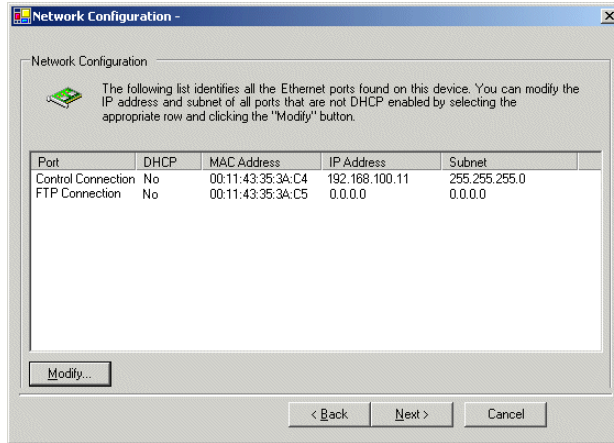 Network Configuration -
Network Configuration
The following list identifies all the Ethernet ports found on this device. You can modify the
IP address and subnet of all ports that are not DHCP enabled by selecting the
appropriate row and clicking the "Modify" button.
Port DHCP MAC Address IP Address Subnet
Control Connection No 00:11:43:35:3A:C4 192.168.100.11 255.255.255.0
FTP Connection No 00:11:43:35:3A:C5 0.0.0.0 0.0.0.0
Modify...
< Back Next > Cancel